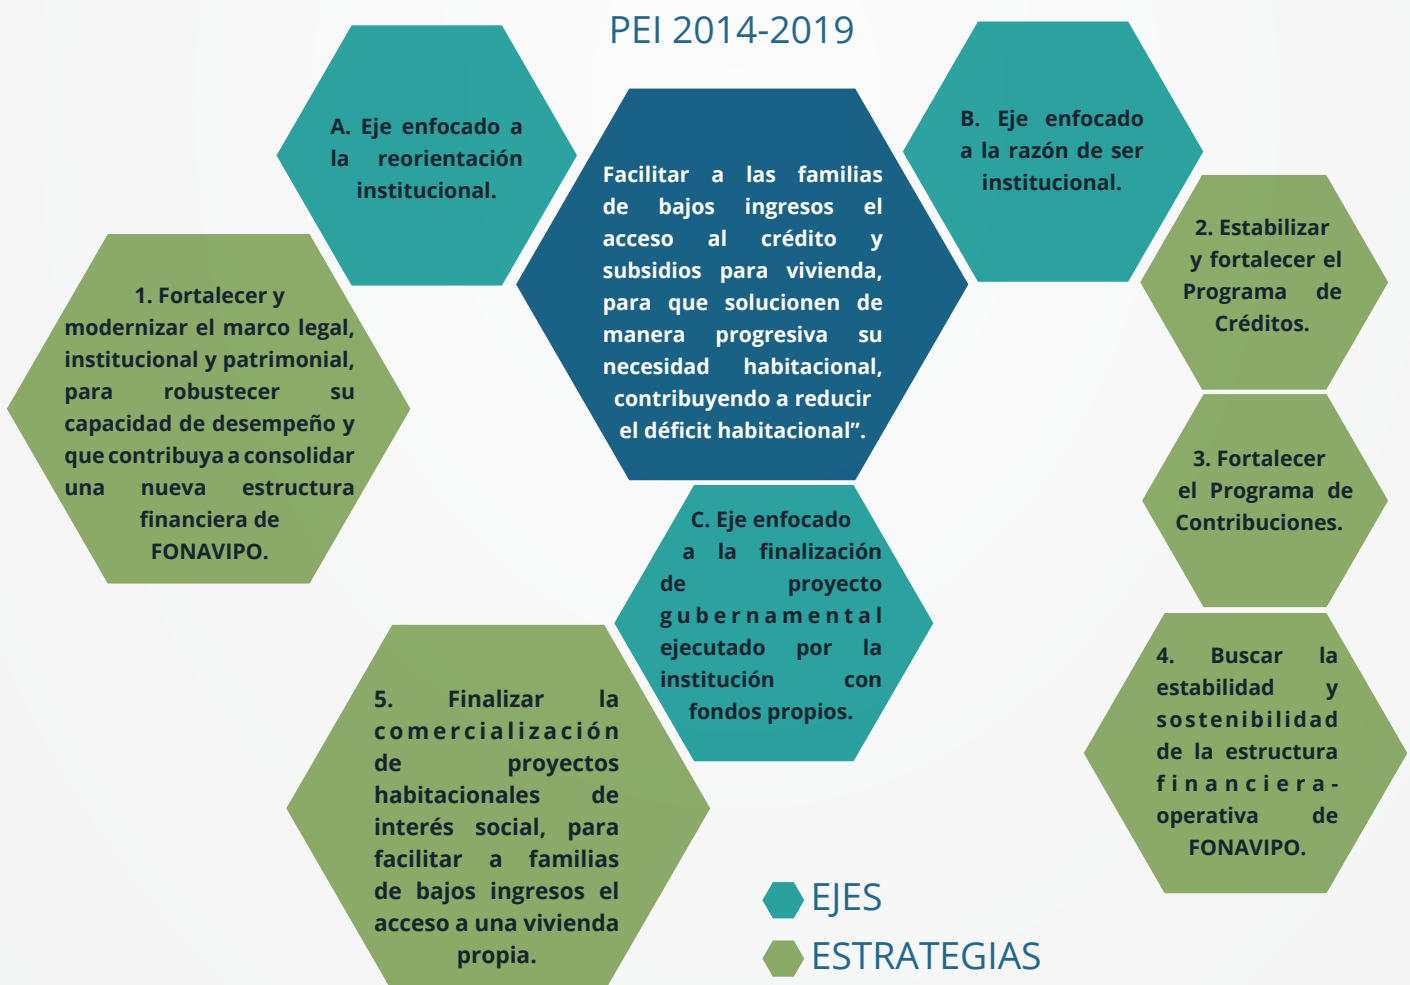 PEI 2014-2019
A. Eje enfocado a
la reorientación
institucional.
Facilitar a las familias
de bajos ingresos el
acceso al crédito y
subsidios para vivienda,
para que solucionen de
manera progresiva su
necesidad habitacional,
contribuyendo a reducir
el déficit habitacional”.
B. Eje enfocado
a la razón de ser
institucional.
1. Fortalecer y
modernizar el marco legal,
institucional y patrimonial,
para robustecer su
capacidad de desempeño y
que contribuya a consolidar
una nueva estructura
financiera de
FONAVIPO.
2. Estabilizar
y fortalecer el
Programa de
Créditos.
3. Fortalecer
el Programa de
Contribuciones.
C. Eje enfocado
a la finalización
de proyecto
gubernamental
ejecutado por la
institución con
fondos propios.
4. Buscar la
estabilidad y
sostenibilidad
de la estructura
financiera-
operativa de
FONAVIPO.
5. Finalizar la
comercialización
de proyectos
habitacionales de
interés social, para
facilitar a familias
de bajos ingresos el
acceso a una vivienda
propia.
EJES
ESTRATEGIAS